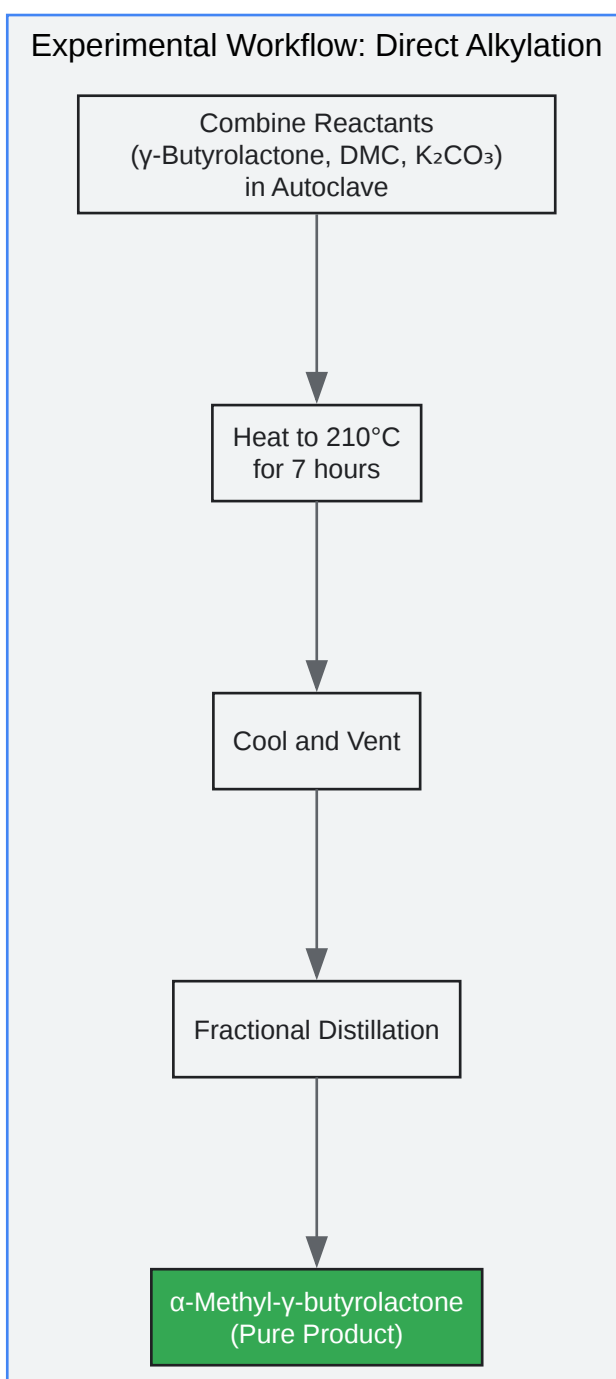 Experimental Workflow: Direct Alkylation
Combine Reactants
(γ-Butyrolactone, DMC, K₂CO₃)
in Autoclave
Heat to 210°C
for 7 hours
Cool and Vent
Fractional Distillation
α-Methyl-γ-butyrolactone
(Pure Product)